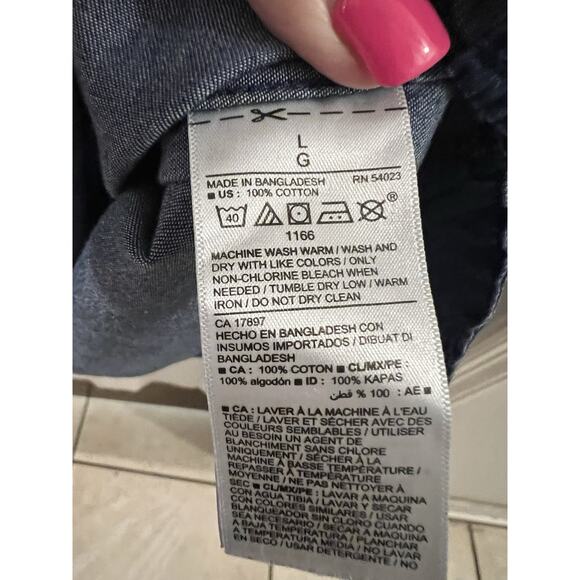 L
G
MADE IN BANGLADESH RN 54023
■ US : 100% COTTON
40 ®
1166
MACHINE WASH WARM / WASH AND
DRY WITH LIKE COLORS / ONLY
NON-CHLORINE BLEACH WHEN
NEEDED / TUMBLE DRY LOW / WARM
IRON / DO NOT DRY CLEAN
CA 17897
HECHO EN BANGLADESH CON
INSUMOS IMPORTADOS / DIBUAT DI
BANGLADESH
■ CA : 100% COTON ■ CL/MX/PE :
100% algodón ■ ID : 100% KAPAS
■ AE : 100 % قطن
■ CA : LAVER À LA MACHINE À L'EAU
TIÈDE / LAVER ET SÉCHER AVEC DES
COULEURS SEMBLABLES / UTILISER
AU BESOIN UN AGENT DE
BLANCHIMENT SANS CHLORE
UNIQUEMENT / SÉCHER À LA
MACHINE À BASSE TEMPÉRATURE /
REPASSER À TEMPÉRATURE
MOYENNE / NE PAS NETTOYER À
SEC ■ CL/MX/PE : LAVAR A MAQUINA
CON AGUA TIBIA / LAVAR Y SECAR
CON COLORES SIMILARES / USAR
BLANQUEADOR SIN CLORO CUANDO
SEA NECESARIO / SECAR A MAQUINA
A BAJA TEMPERATURA / PLANCHAR
A TEMPERATURA MEDIA / NO LAVAR
EN SECO / USAR DETERGENTE / NO